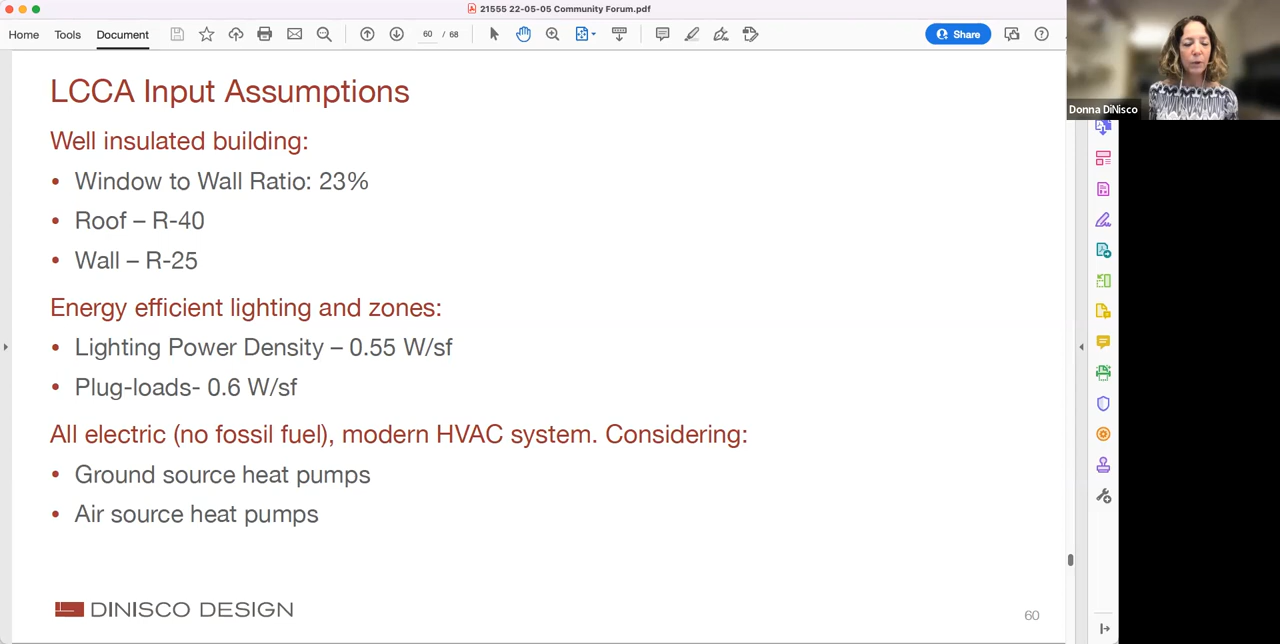 21555 22-05-05 Community Forum.pdf
Home Tools Document 60 / 68 Share
Donna DiNisco
LCCA Input Assumptions
Well insulated building:
• Window to Wall Ratio: 23%
• Roof – R-40
• Wall – R-25
Energy efficient lighting and zones:
• Lighting Power Density – 0.55 W/sf
• Plug-loads- 0.6 W/sf
All electric (no fossil fuel), modern HVAC system. Considering:
• Ground source heat pumps
• Air source heat pumps
DINISCO DESIGN
60